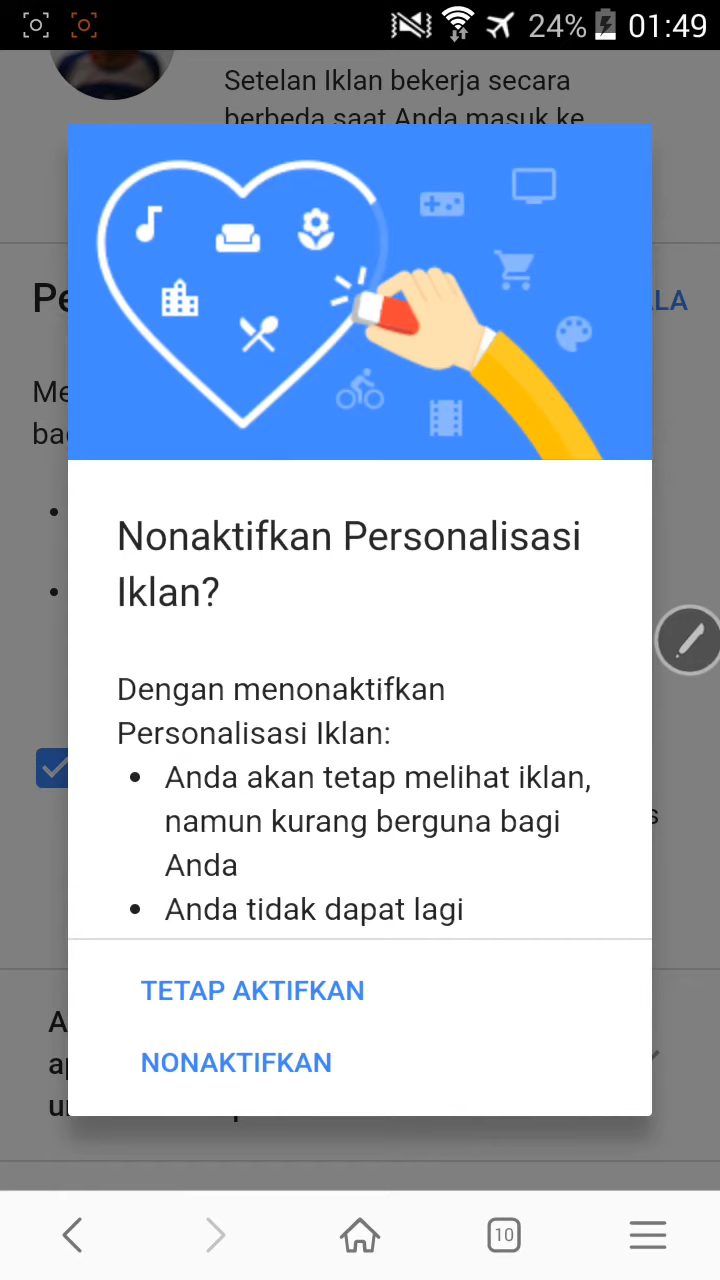 24% 01:49
Setelan Iklan bekerja secara
berbeda saat Anda masuk ke
Nonaktifkan Personalisasi
Iklan?
Dengan menonaktifkan
Personalisasi Iklan:
• Anda akan tetap melihat iklan,
namun kurang berguna bagi
Anda
• Anda tidak dapat lagi
TETAP AKTIFKAN
NONAKTIFKAN
10